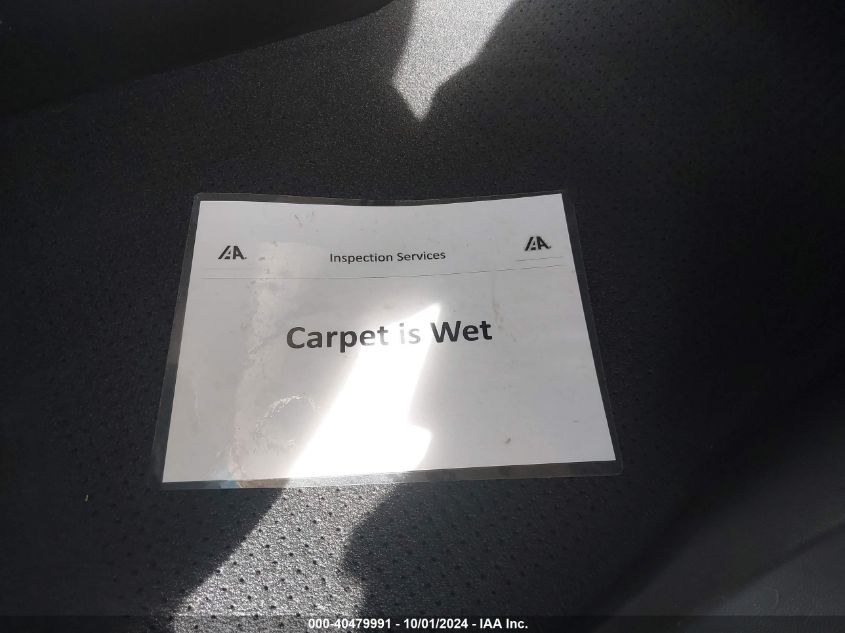 IAA. Inspection Services IAA.
Carpet is Wet
000-40479991 - 10/01/2024 - IAA Inc.